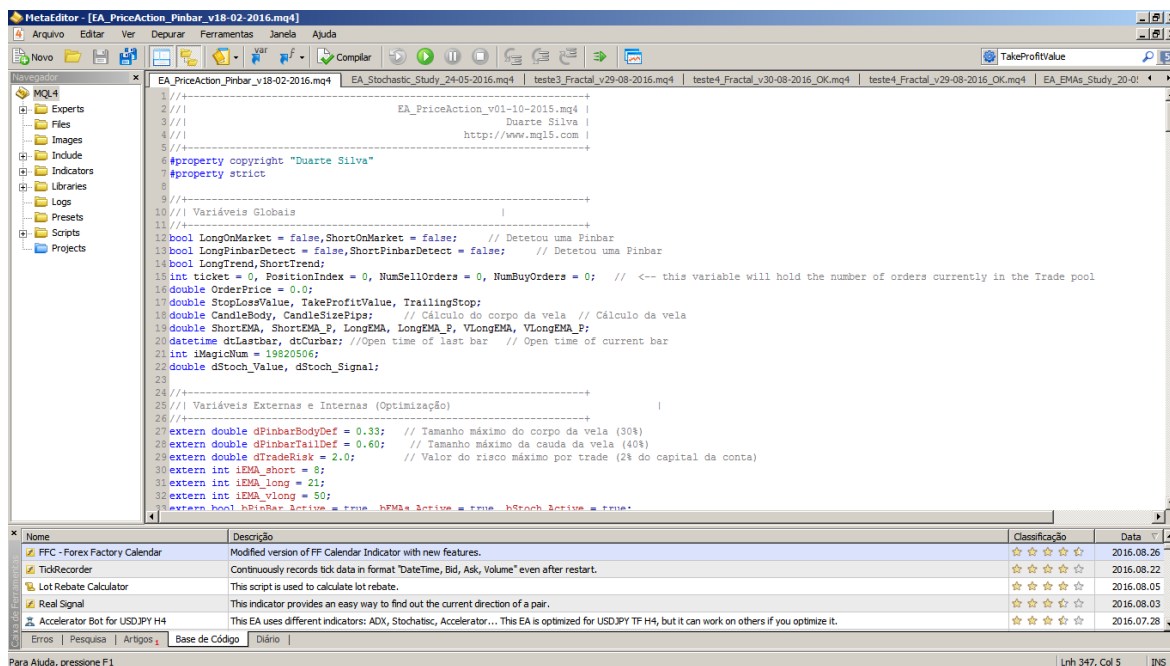 MetaEditor - [EA_PriceAction_Pinbar_v18-02-2016.mq4]
Arquivo Editar Ver Depurar Ferramentas Janela Ajuda
Novo var Compilar TakeProfitValue
Navegador
EA_PriceAction_Pinbar_v18-02-2016.mq4 | EA_Stochastic_Study_24-05-2016.mq4 | teste3_Fractal_v29-08-2016.mq4 | teste4_Fractal_v30-08-2016_OK.mq4 | teste4_Fractal_v29-08-2016_OK.mq4 | EA_EMAs_Study_20-0
MQL4
Experts
Files
Images
Include
Indicators
Libraries
Logs
Presets
Scripts
Projects
1 //+------------------------------------------------------------------+
2 //| EA_PriceAction_v01-10-2015.mq4 |
3 //| Duarte Silva |
4 //| http://www.mql5.com |
5 //+------------------------------------------------------------------+
6 #property copyright "Duarte Silva"
7 #property strict
8
9 //+------------------------------------------------------------------+
10 //| Variáveis Globais |
11 //+------------------------------------------------------------------+
12 bool LongOnMarket = false,ShortOnMarket = false; // Detetou uma Pinbar
13 bool LongPinbarDetect = false,ShortPinbarDetect = false; // Detetou uma Pinbar
14 bool LongTrend,ShortTrend;
15 int ticket = 0, PositionIndex = 0, NumSellOrders = 0, NumBuyOrders = 0; // <-- this variable will hold the number of orders currently in the Trade pool
16 double OrderPrice = 0.0;
17 double StopLossValue, TakeProfitValue, TrailingStop;
18 double CandleBody, CandleSizePips; // Cálculo do corpo da vela // Cálculo da vela
19 double ShortEMA, ShortEMA_P, LongEMA, LongEMA_P, VLongEMA, VLongEMA_P;
20 datetime dtLastbar, dtCurbar; //Open time of last bar // Open time of current bar
21 int iMagicNum = 19820506;
22 double dStoch_Value, dStoch_Signal;
23
24 //+------------------------------------------------------------------+
25 //| Variáveis Externas e Internas (Optimização) |
26 //+------------------------------------------------------------------+
27 extern double dPinbarBodyDef = 0.33; // Tamanho máximo do corpo da vela (30%)
28 extern double dPinbarTailDef = 0.60; // Tamanho máximo da cauda da vela (40%)
29 extern double dTradeRisk = 2.0; // Valor do risco máximo por trade (2% do capital da conta)
30 extern int iEMA_short = 8;
31 extern int iEMA_long = 21;
32 extern int iEMA_vlong = 50;
33 extern bool bPinBar_Active = true, bEMAs_Active = true, bStoch_Active = true;
Nome Descrição Classificação Data
FFC - Forex Factory Calendar Modified version of FF Calendar Indicator with new features. 2016.08.26
TickRecorder Continuously records tick data in format "DateTime, Bid, Ask, Volume" even after restart. 2016.08.22
Lot Rebate Calculator This script is used to calculate lot rebate. 2016.08.05
Real Signal This indicator provides an easy way to find out the current direction of a pair. 2016.08.03
Accelerator Bot for USDJPY H4 This EA uses different indicators: ADX, Stochatisc, Accelerator... This EA is optimized for USDJPY TF H4, but it can work on others if you optimize it. 2016.07.28
Caixa de Ferramentas
Erros | Pesquisa | Artigos 1 | Base de Código | Diário |
Para Ajuda, pressione F1 Lnh 347, Col 5 INS